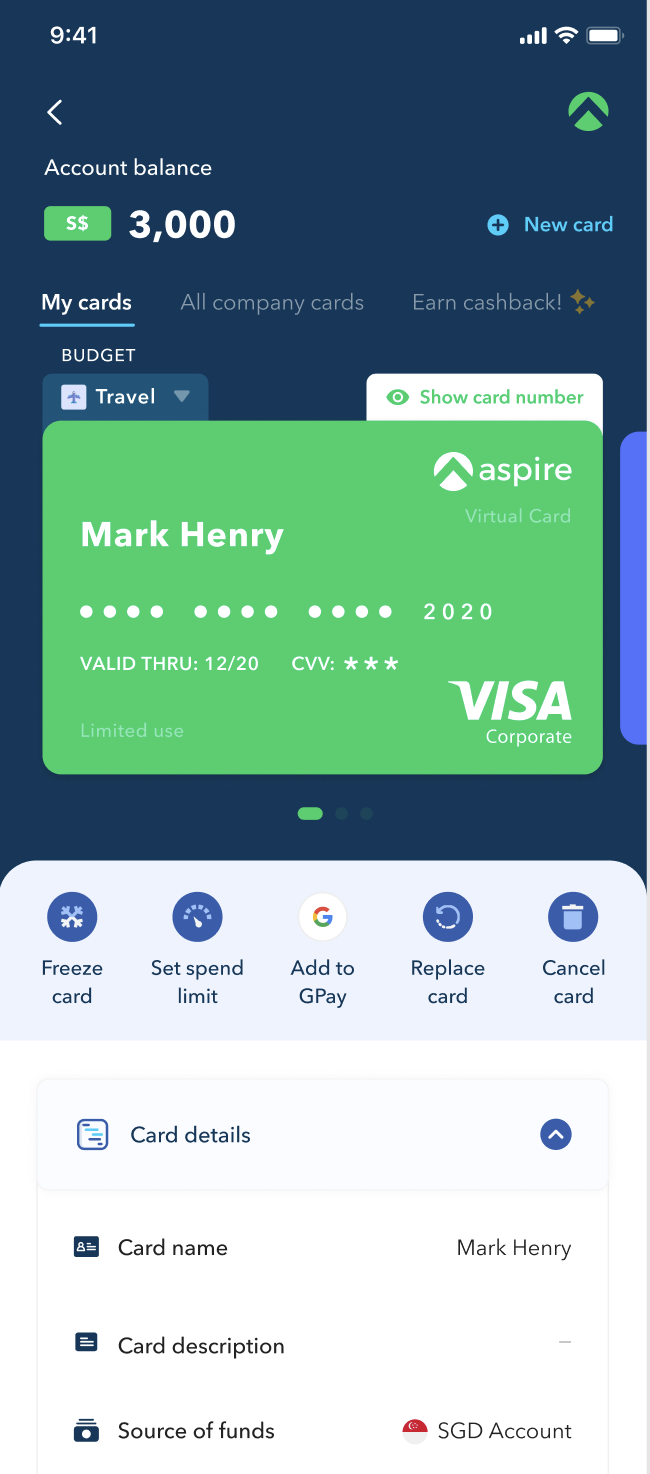 9:41
Account balance
S$ 3,000
New card
My cards All company cards Earn cashback!
BUDGET
Travel
Show card number
aspire
Virtual Card
Mark Henry
2020
VALID THRU: 12/20 CVV: ★★★
VISA
Limited use
Corporate
Freeze
card
Set spend
limit
Add to
GPay
Replace
card
Cancel
card
Card details
Card name Mark Henry
Card description –
Source of funds SGD Account